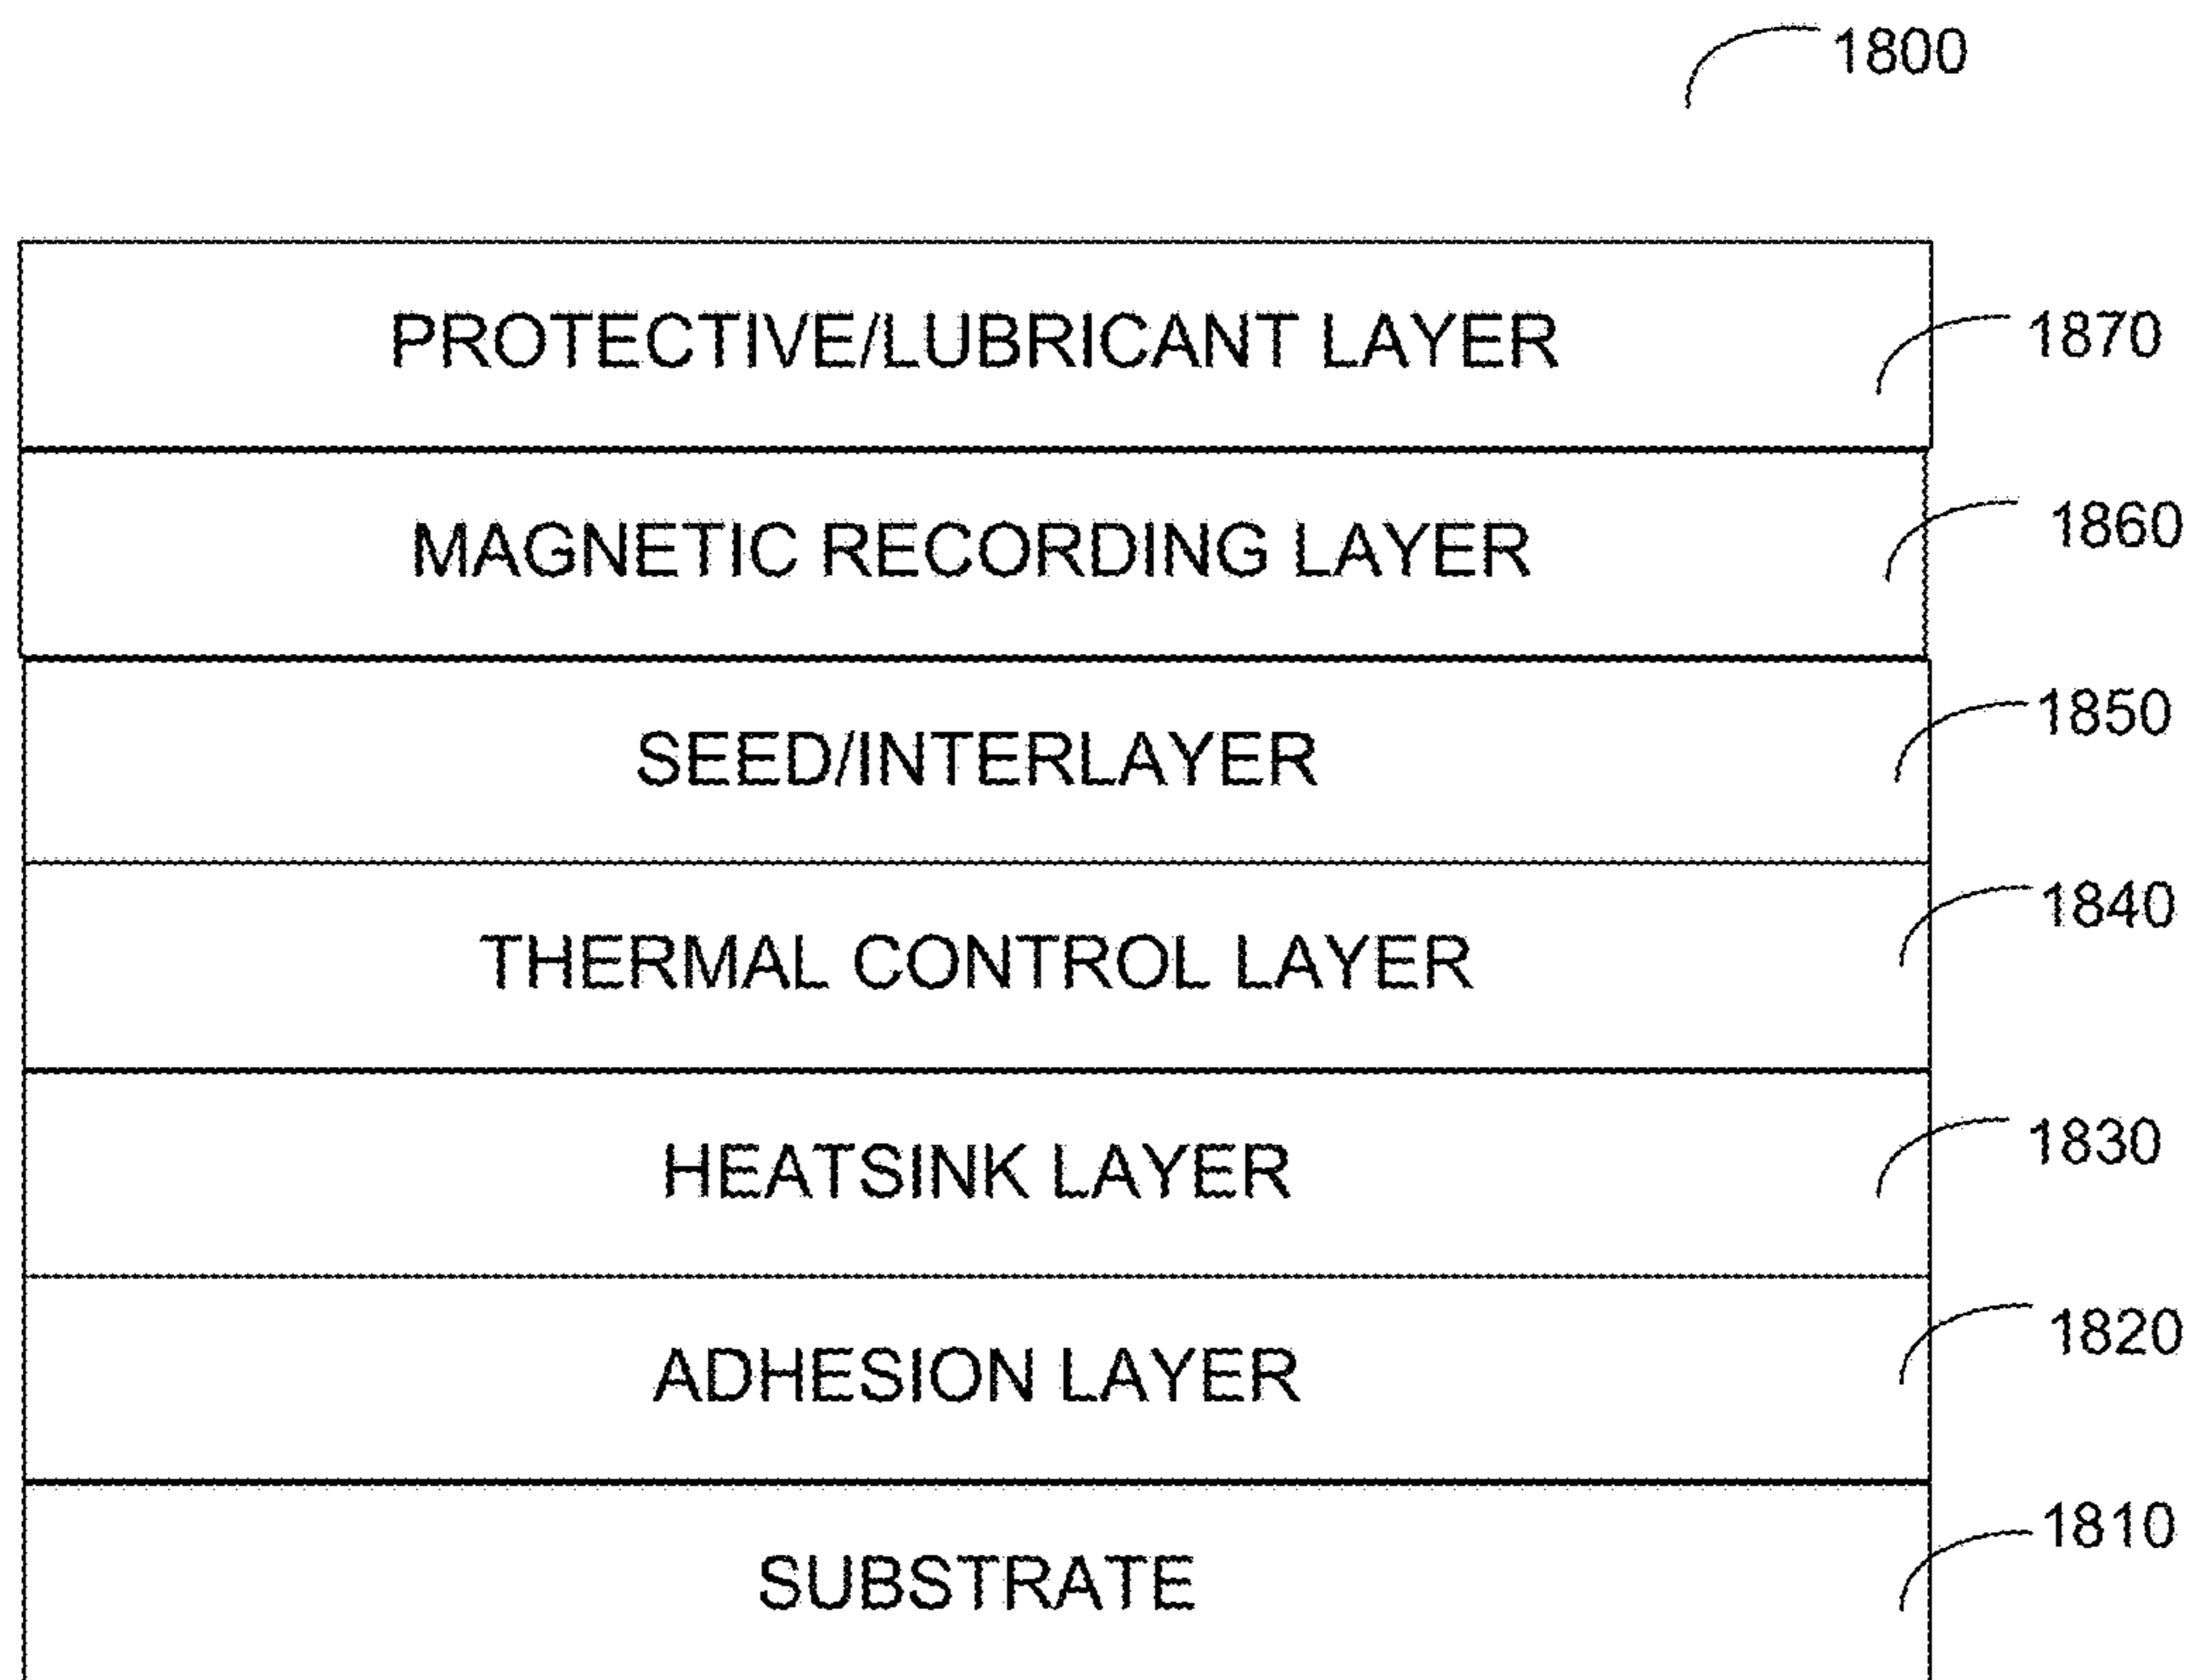 1800
PROTECTIVE/LUBRICANT LAYER 1870
MAGNETIC RECORDING LAYER 1860
SEED/INTERLAYER 1850
THERMAL CONTROL LAYER 1840
HEATSINK LAYER 1830
ADHESION LAYER 1820
SUBSTRATE 1810